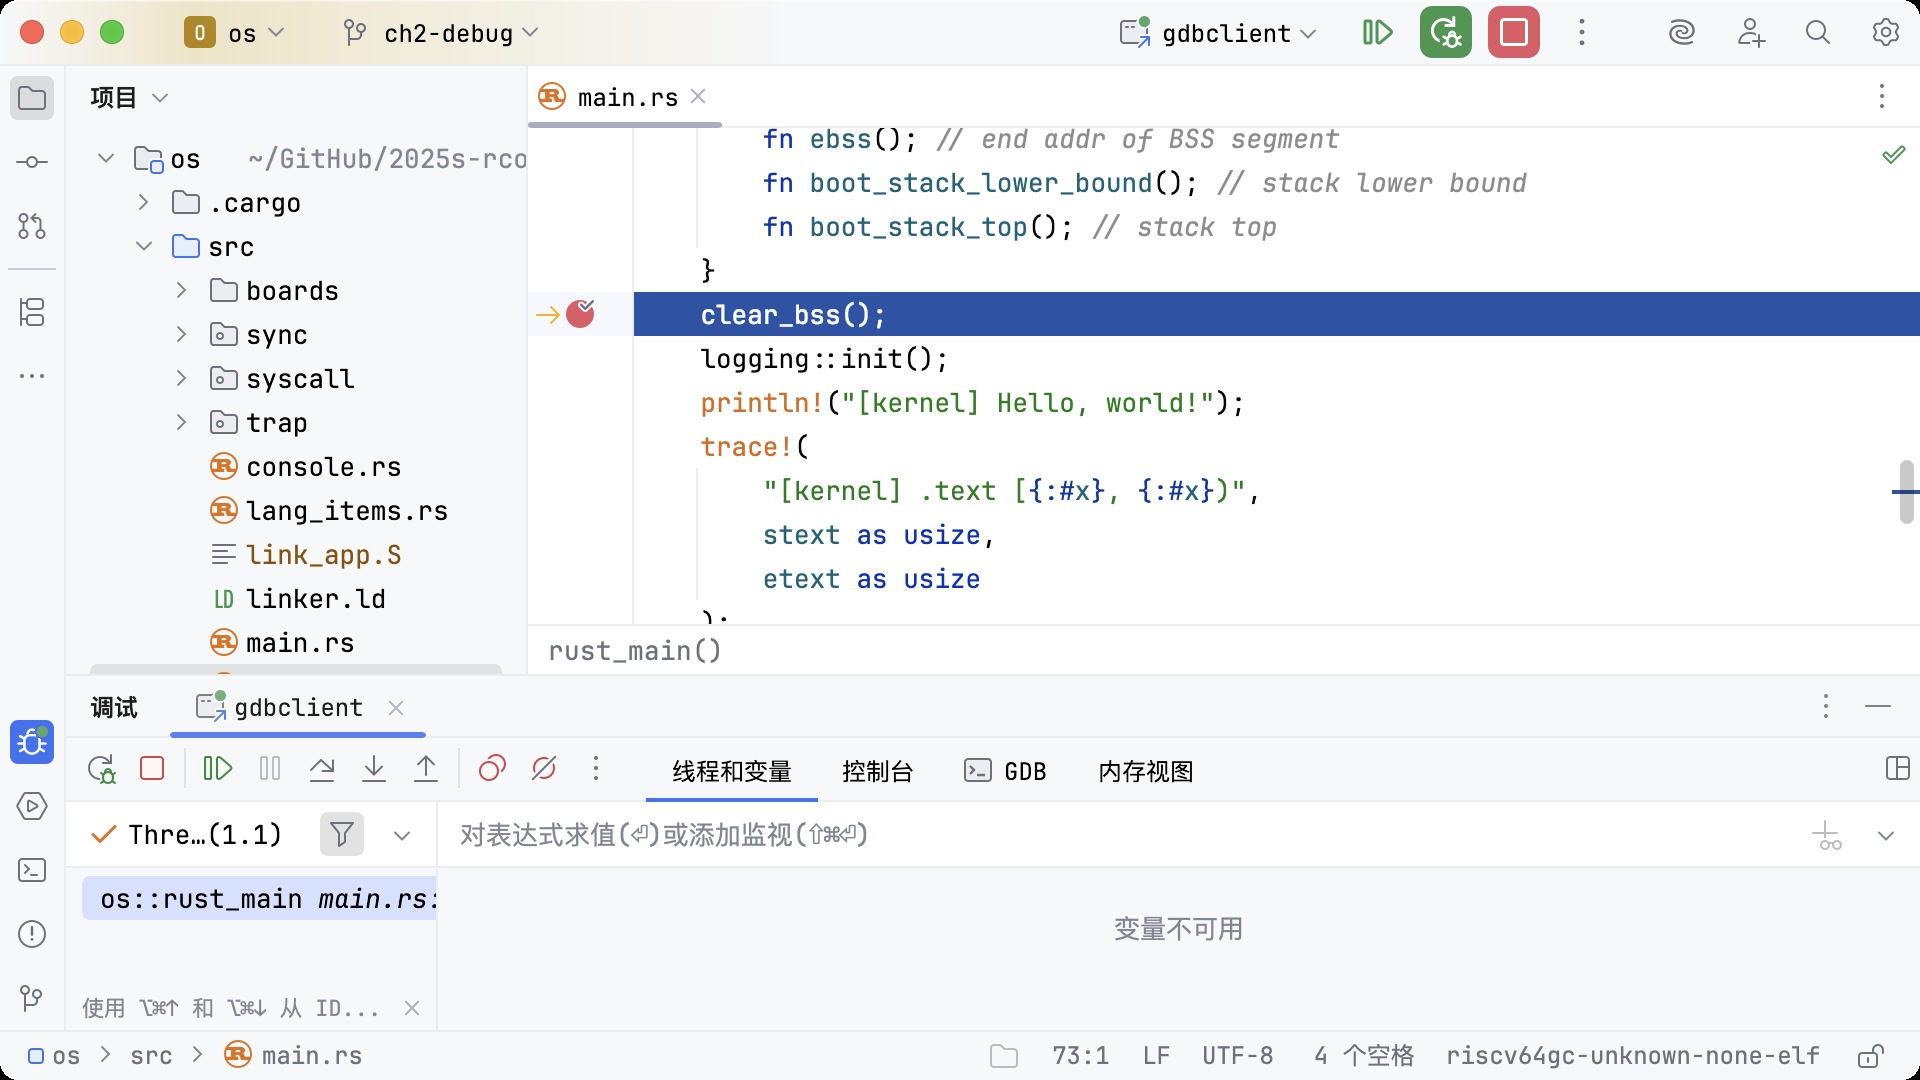 O os ch2-debug gdbclient
项目
main.rs
os ~/GitHub/2025s-rco
.cargo
src
boards
sync
syscall
trap
console.rs
lang_items.rs
link_app.S
LD linker.ld
main.rs
fn ebss(); // end addr of BSS segment
fn boot_stack_lower_bound(); // stack lower bound
fn boot_stack_top(); // stack top
}
clear_bss();
logging::init();
println!("[kernel] Hello, world!");
trace!(
"[kernel] .text [{:#x}, {:#x})",
stext as usize,
etext as usize
);
rust_main()
调试 gdbclient
线程和变量 控制台 GDB 内存视图
Thre…(1.1)
对表达式求值(⏎)或添加监视(⇧⌘⏎)
os::rust_main main.rs:
变量不可用
使用 ⌥⌘↑ 和 ⌥⌘↓ 从 ID...
os src main.rs 73:1 LF UTF-8 4 个空格 riscv64gc-unknown-none-elf